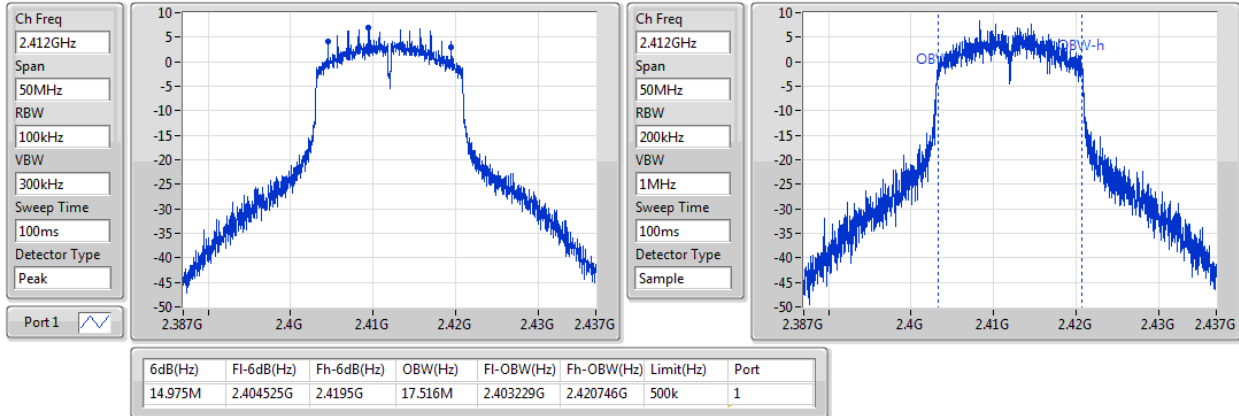 Ch Freq
2.412GHz
Span
50MHz
RBW
100kHz
VBW
300kHz
Sweep Time
100ms
Detector Type
Peak
Port 1
10
5
0
-5
-10
-15
-20
-25
-30
-35
-40
-45
-50
2.387G 2.4G 2.41G 2.42G 2.43G 2.437G
Ch Freq
2.412GHz
Span
50MHz
RBW
200kHz
VBW
1MHz
Sweep Time
100ms
Detector Type
Sample
10
5
0
-5
-10
-15
-20
-25
-30
-35
-40
-45
-50
OBW-h
2.387G 2.4G 2.41G 2.42G 2.43G 2.437G
6dB(Hz) Fl-6dB(Hz) Fh-6dB(Hz) OBW(Hz) Fl-OBW(Hz) Fh-OBW(Hz) Limit(Hz) Port
14.975M 2.404525G 2.4195G 17.516M 2.403229G 2.420746G 500k 1